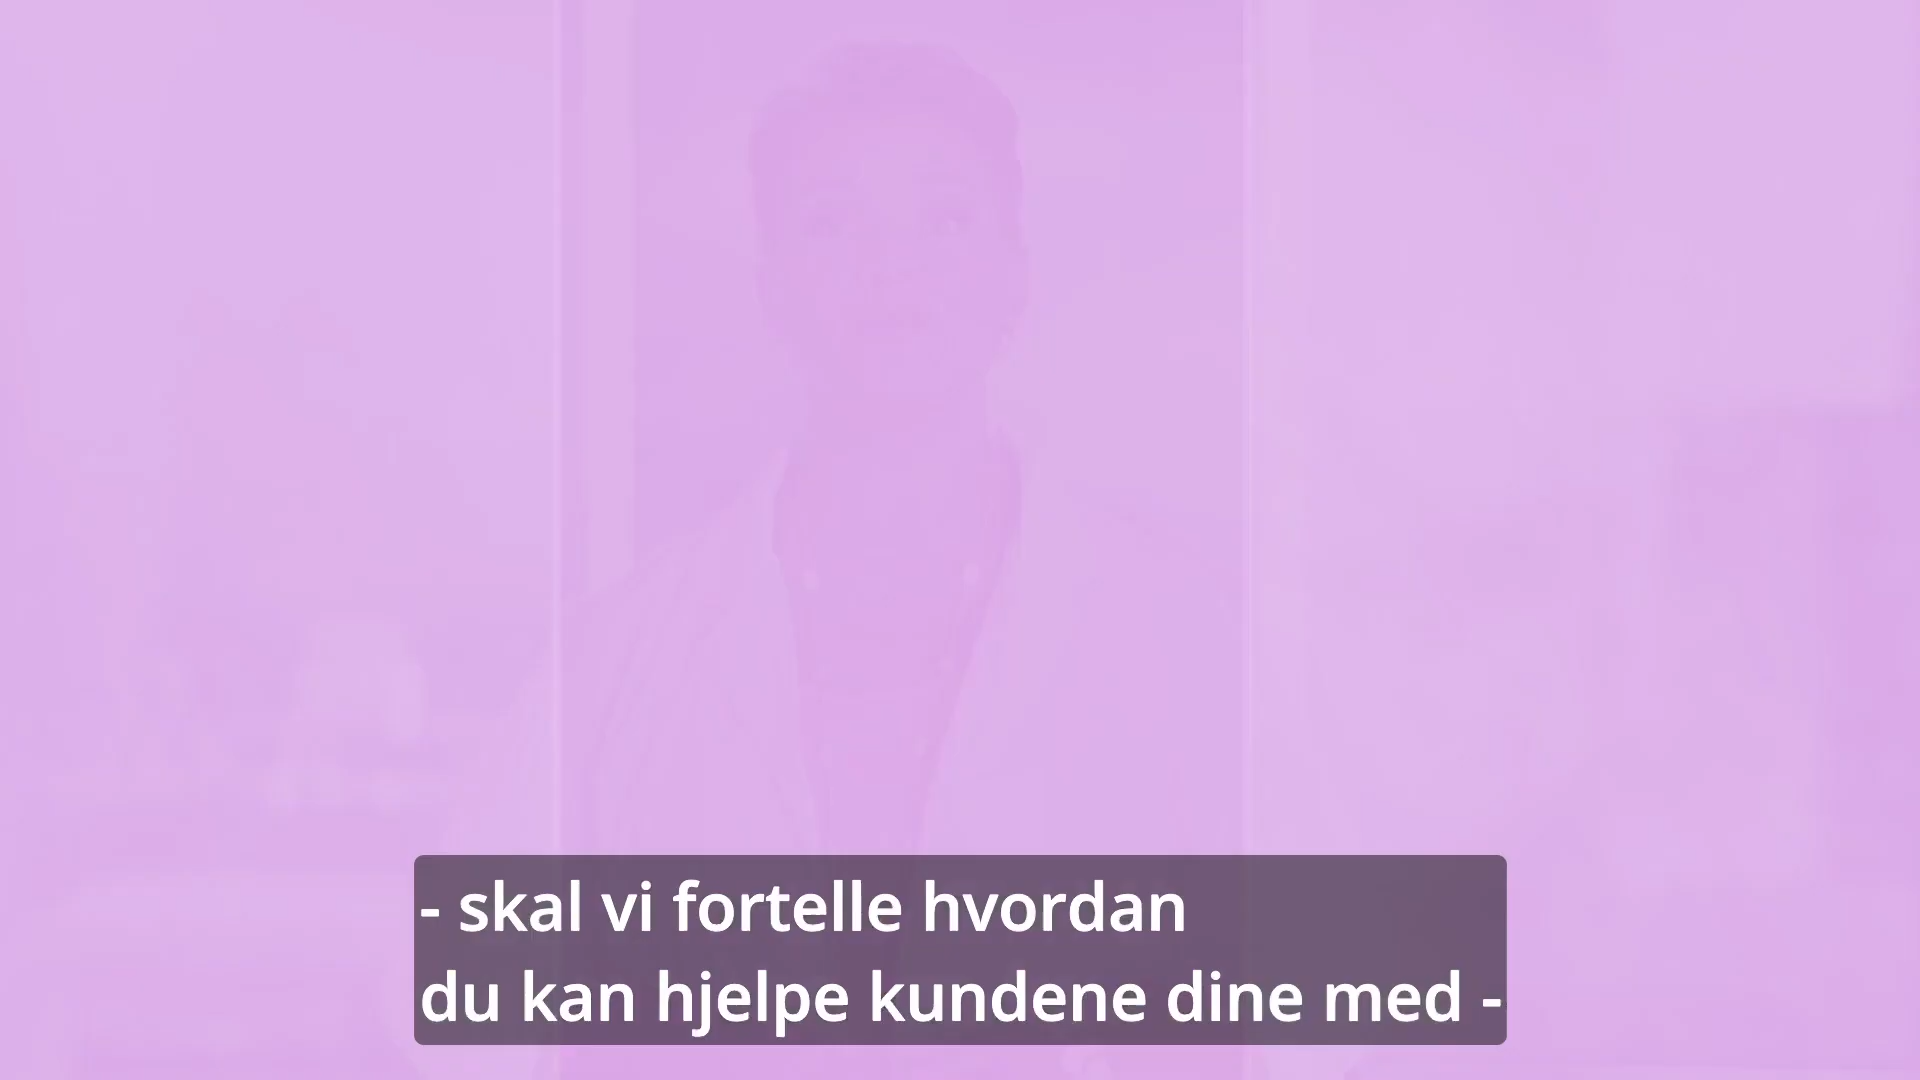 - skal vi fortelle hvordan
du kan hjelpe kundene dine med -